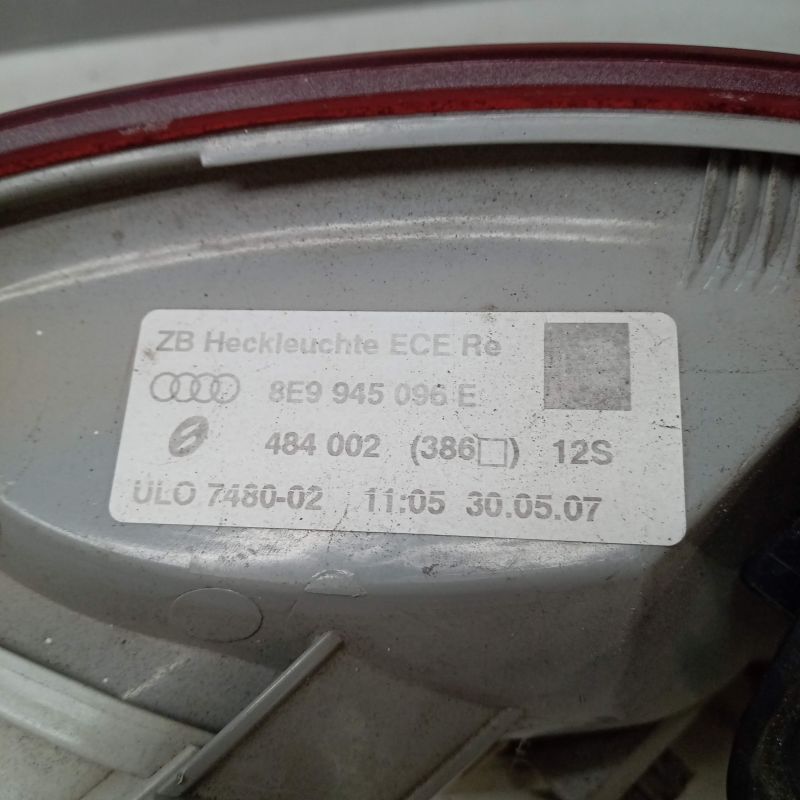 ZB Heckleuchte ECE Re
8E9 945 096 E
484 002 (386□) 12S
ULO 7480-02 11:05 30.05.07